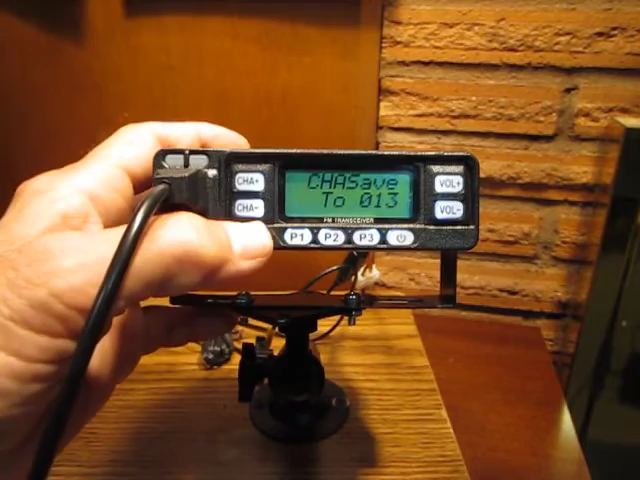 CHA+
CHA-
CHASave
To 013
VOL+
VOL-
FM TRANSCEIVER
P1 P2 P3